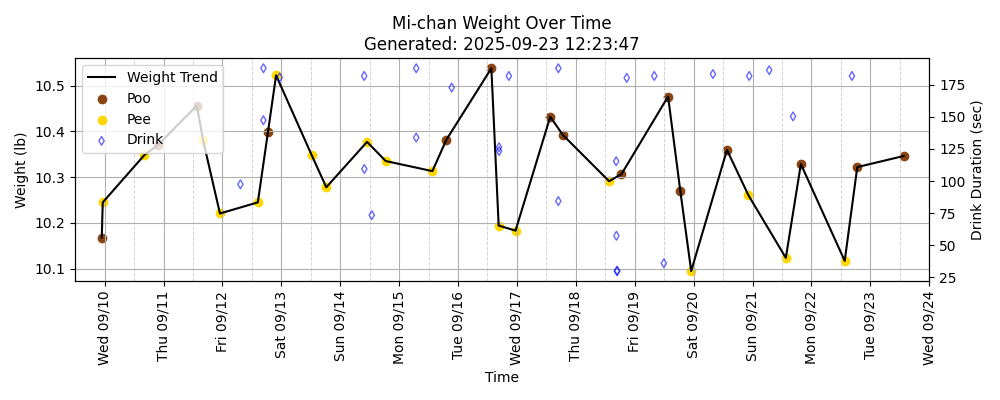 Mi-chan Weight Over Time
Generated: 2025-09-23 12:23:47
Weight Trend
Poo
Pee
Drink
Weight (lb)
10.5
10.4
10.3
10.2
10.1
175
150
125
100
75
50
25
Drink Duration (sec)
Wed 09/10
Thu 09/11
Fri 09/12
Sat 09/13
Sun 09/14
Mon 09/15
Tue 09/16
Wed 09/17
Thu 09/18
Fri 09/19
Sat 09/20
Sun 09/21
Mon 09/22
Tue 09/23
Wed 09/24
Time